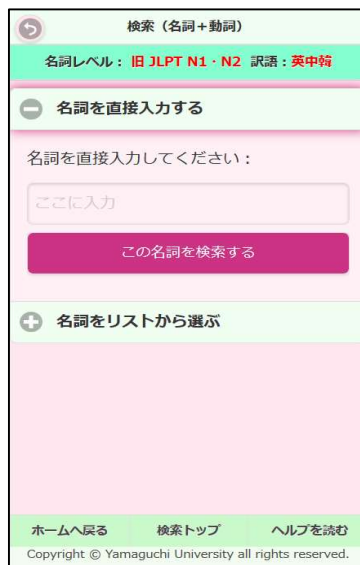 検索（名詞＋動詞）
名詞レベル： 旧 JLPT N1・N2 訳語：英中韓
名詞を直接入力する
名詞を直接入力してください：
ここに入力
この名詞を検索する
名詞をリストから選ぶ
ホームへ戻る 検索トップ ヘルプを読む
Copyright © Yamaguchi University all rights reserved.